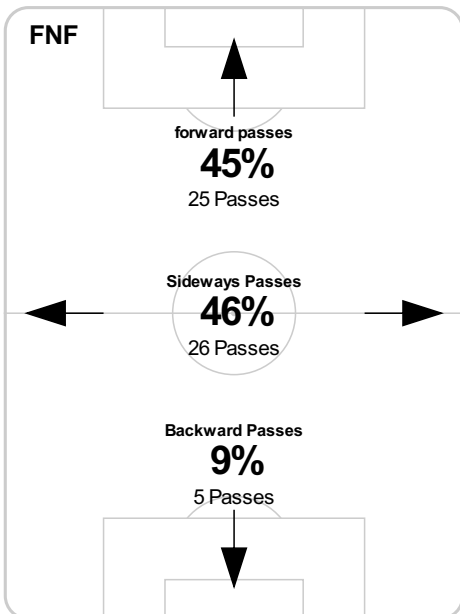 FNF
forward passes
45%
25 Passes
Sideways Passes
46%
26 Passes
Backward Passes
9%
5 Passes